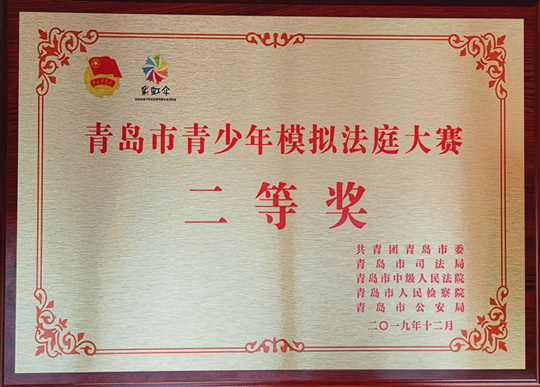 彩虹伞
青岛市青少年模拟法庭大赛
二等奖
共青团青岛市委
青岛市司法局
青岛市中级人民法院
青岛市人民检察院
青岛市公安局
二〇一九年十二月